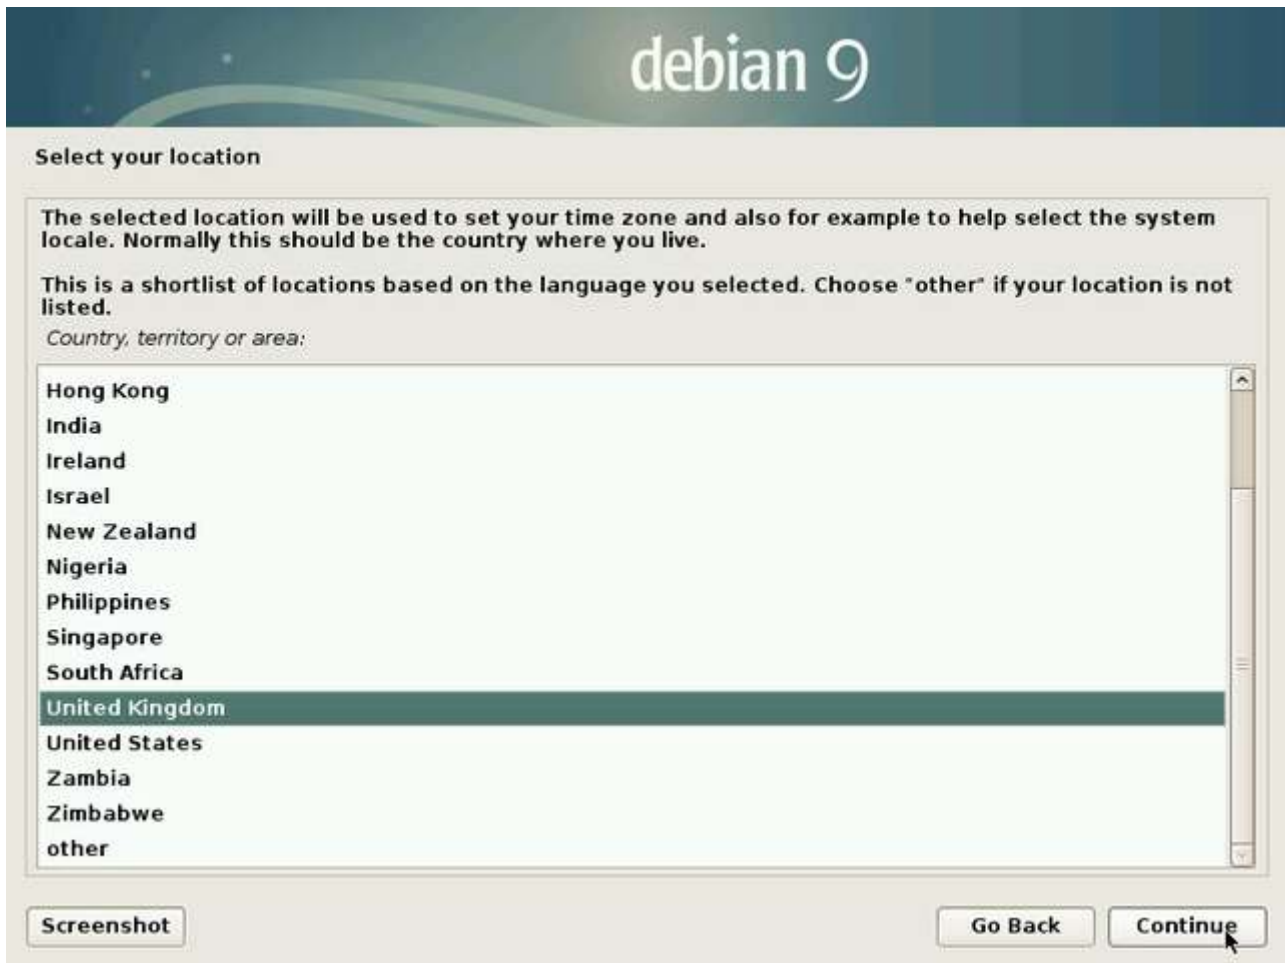 debian 9
Select your location
The selected location will be used to set your time zone and also for example to help select the system
locale. Normally this should be the country where you live.
This is a shortlist of locations based on the language you selected. Choose "other" if your location is not
listed.
Country, territory or area:
Hong Kong
India
Ireland
Israel
New Zealand
Nigeria
Philippines
Singapore
South Africa
United Kingdom
United States
Zambia
Zimbabwe
other
Screenshot
Go Back
Continue